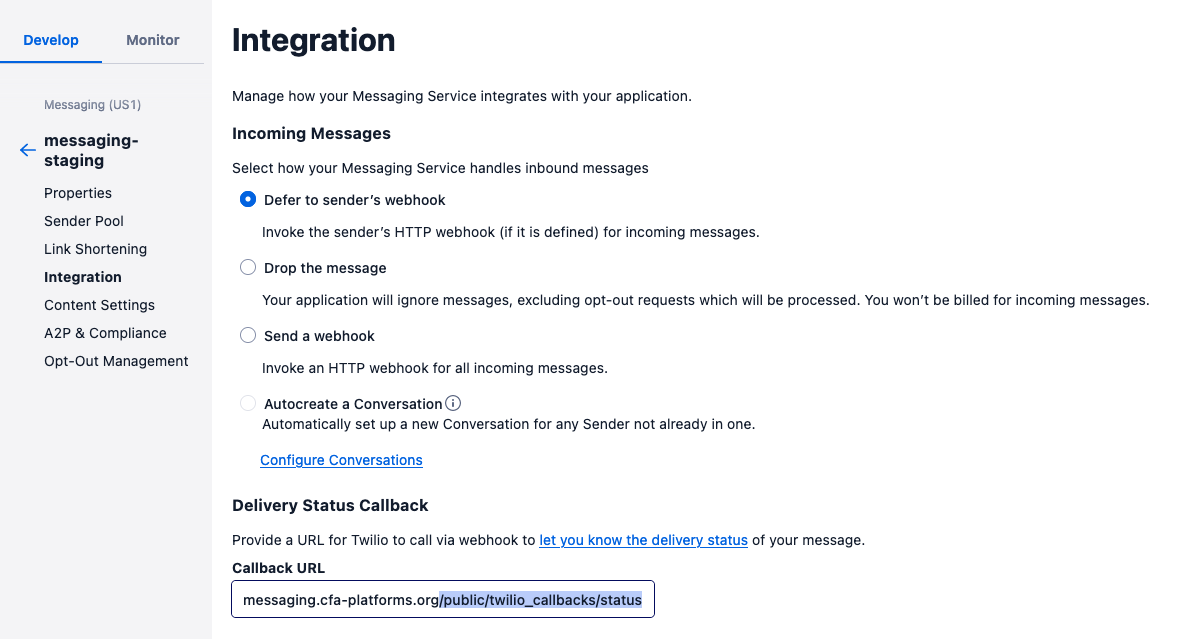 Develop
Monitor
Messaging (US1)
messaging-
staging
Properties
Sender Pool
Link Shortening
Integration
Content Settings
A2P & Compliance
Opt-Out Management
Integration
Manage how your Messaging Service integrates with your application.
Incoming Messages
Select how your Messaging Service handles inbound messages
Defer to sender’s webhook
Invoke the sender’s HTTP webhook (if it is defined) for incoming messages.
Drop the message
Your application will ignore messages, excluding opt-out requests which will be processed. You won’t be billed for incoming messages.
Send a webhook
Invoke an HTTP webhook for all incoming messages.
Autocreate a Conversation
Automatically set up a new Conversation for any Sender not already in one.
Configure Conversations
Delivery Status Callback
Provide a URL for Twilio to call via webhook to let you know the delivery status of your message.
Callback URL
messaging.cfa-platforms.org/public/twilio_callbacks/status